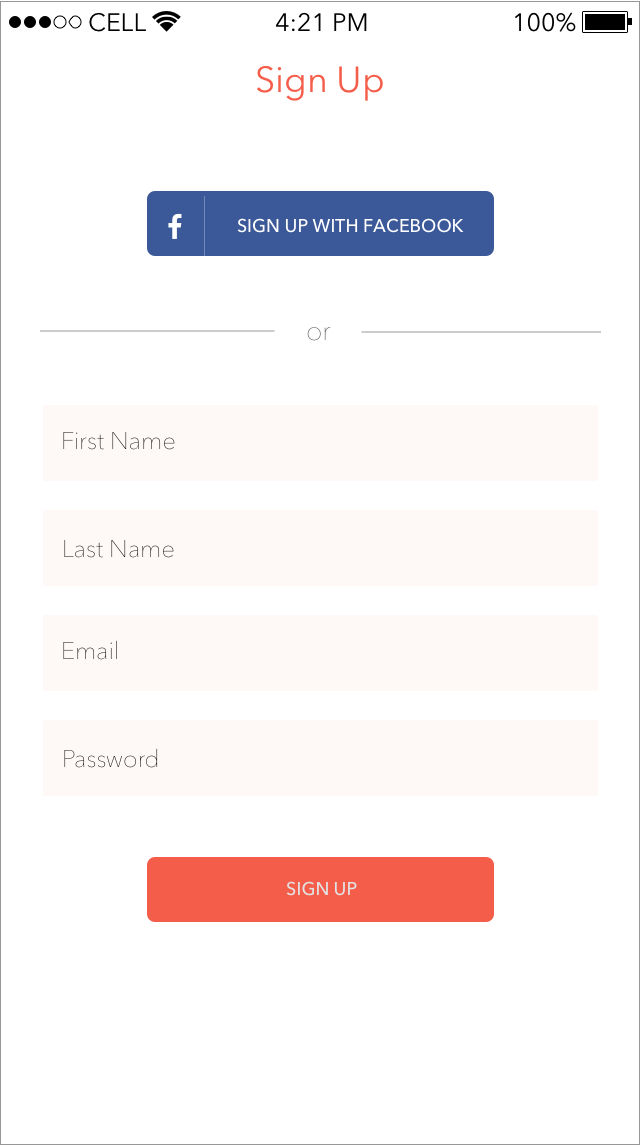 CELL 4:21 PM 100%
Sign Up
f SIGN UP WITH FACEBOOK
or
First Name
Last Name
Email
Password
SIGN UP